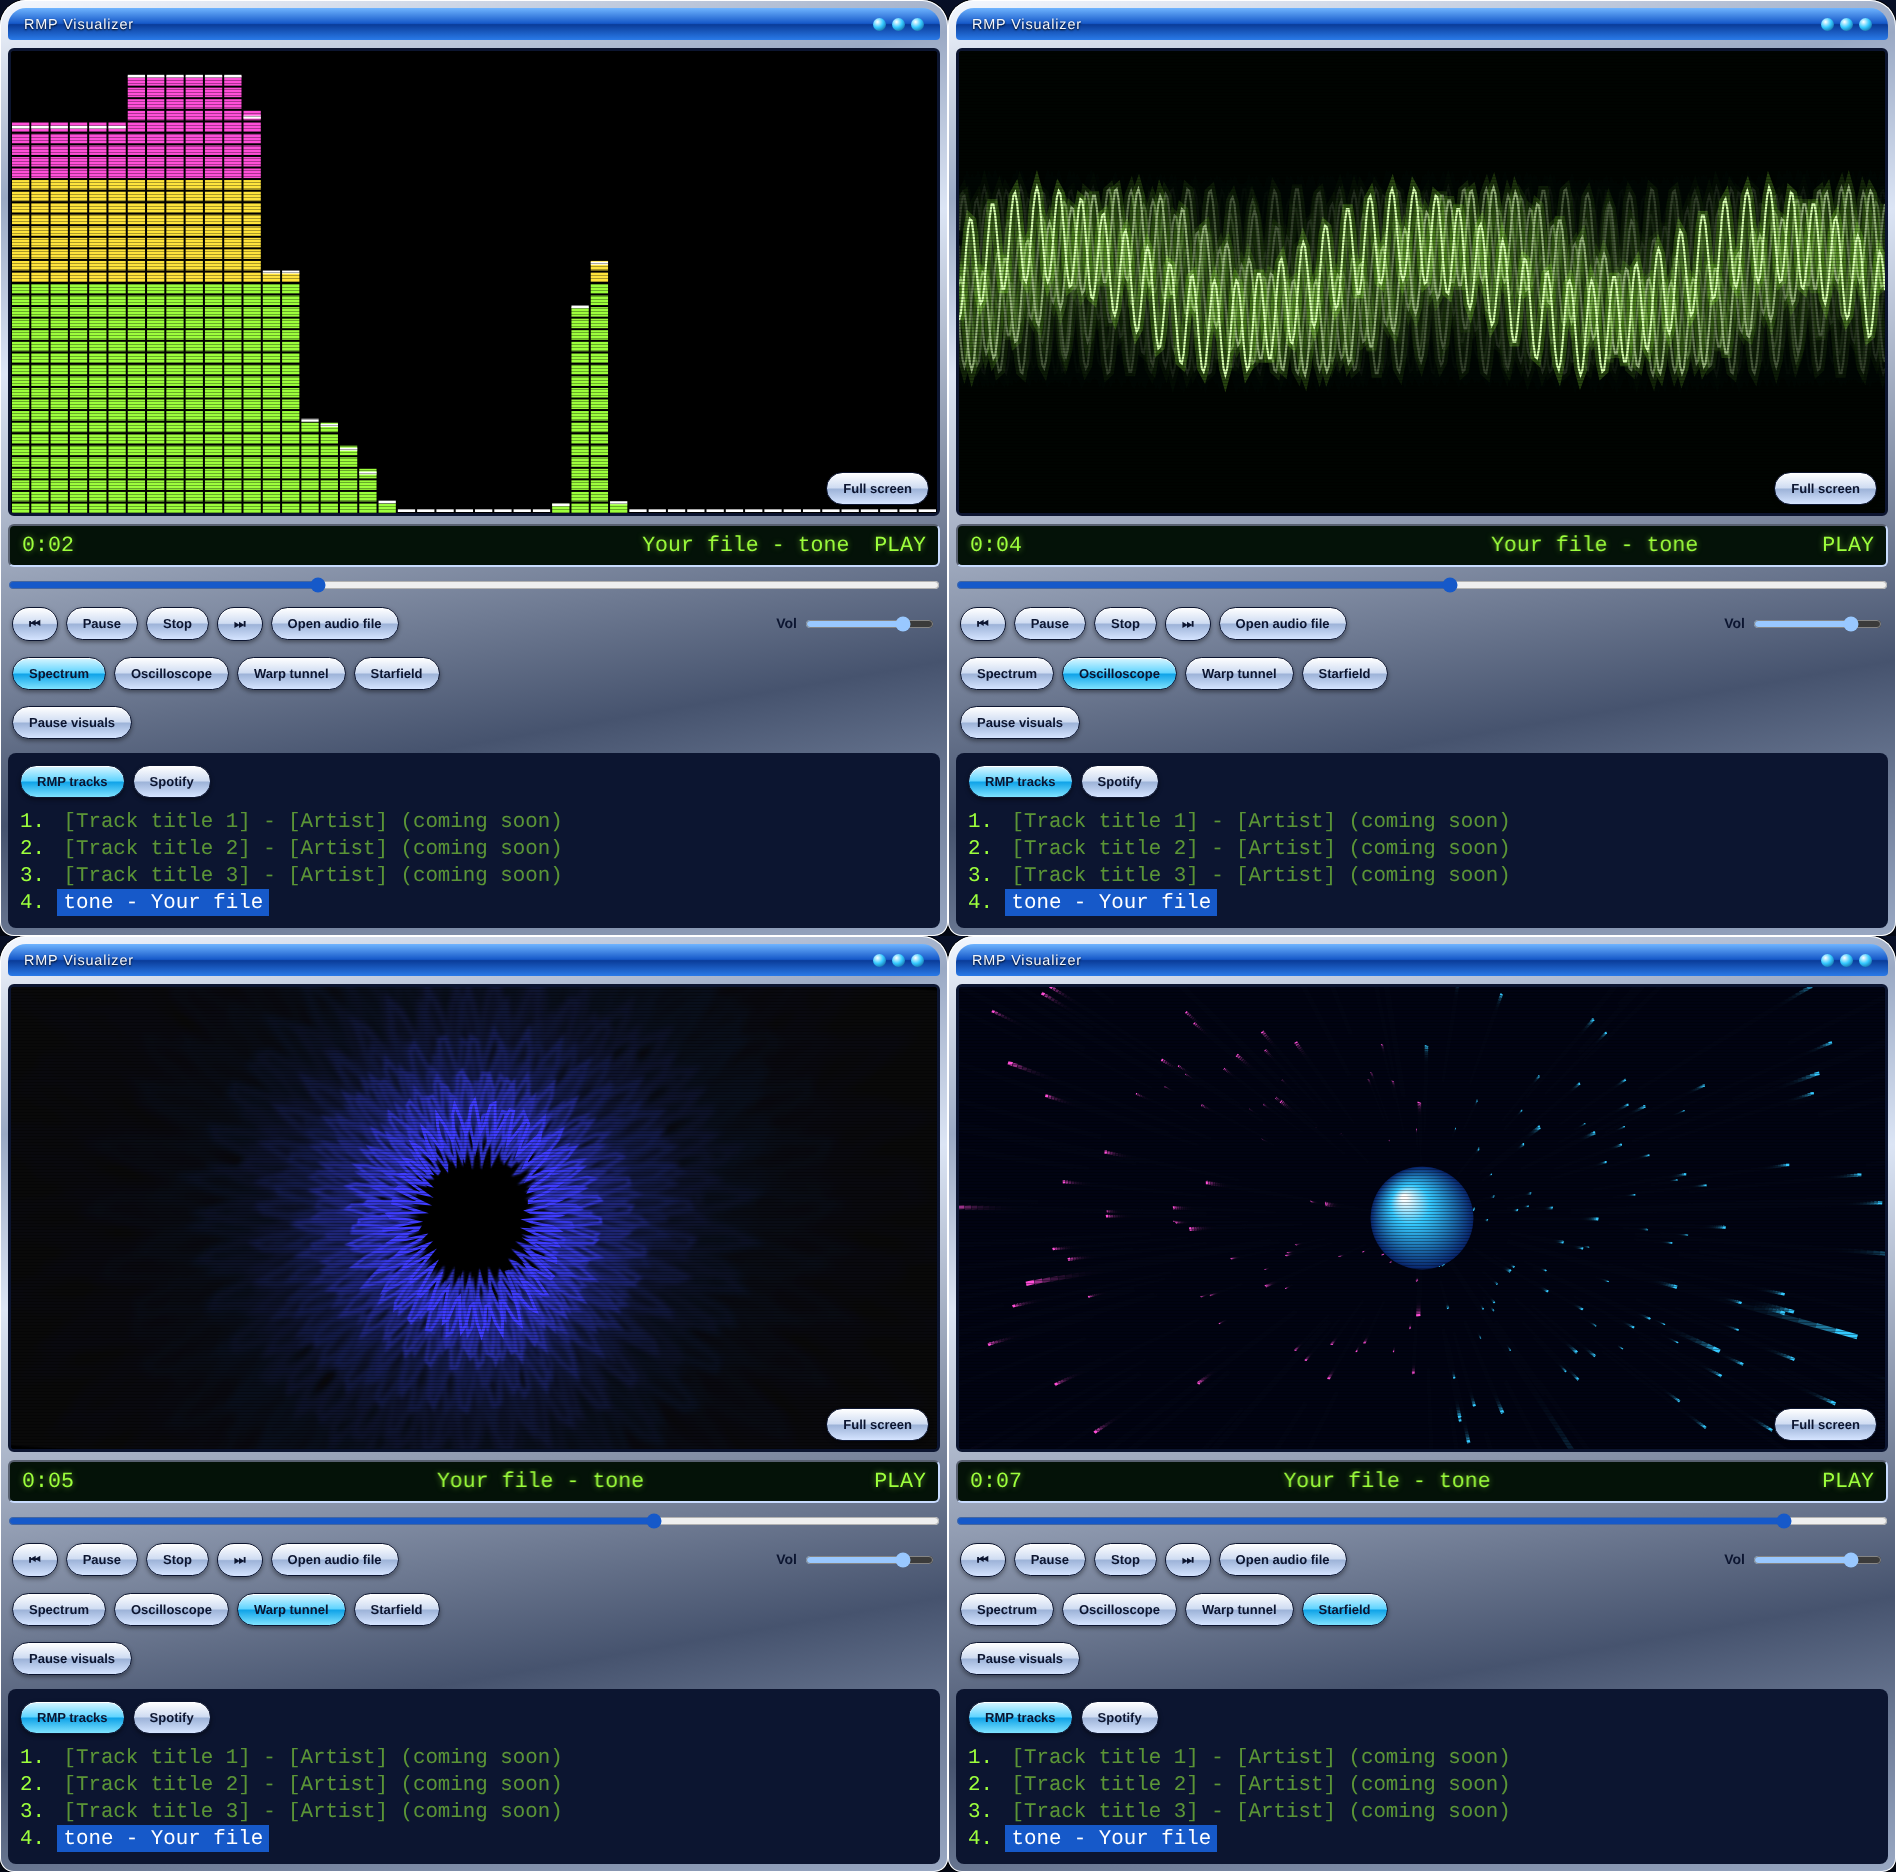 RMP Visualizer
Full screen
0:02 Your file - tone PLAY
⏮ Pause Stop ⏭ Open audio file Vol
Spectrum Oscilloscope Warp tunnel Starfield
Pause visuals
RMP tracks Spotify
1. [Track title 1] - [Artist] (coming soon)
2. [Track title 2] - [Artist] (coming soon)
3. [Track title 3] - [Artist] (coming soon)
4. tone - Your file
RMP Visualizer
Full screen
0:04 Your file - tone PLAY
⏮ Pause Stop ⏭ Open audio file Vol
Spectrum Oscilloscope Warp tunnel Starfield
Pause visuals
RMP tracks Spotify
1. [Track title 1] - [Artist] (coming soon)
2. [Track title 2] - [Artist] (coming soon)
3. [Track title 3] - [Artist] (coming soon)
4. tone - Your file
RMP Visualizer
Full screen
0:05 Your file - tone PLAY
⏮ Pause Stop ⏭ Open audio file Vol
Spectrum Oscilloscope Warp tunnel Starfield
Pause visuals
RMP tracks Spotify
1. [Track title 1] - [Artist] (coming soon)
2. [Track title 2] - [Artist] (coming soon)
3. [Track title 3] - [Artist] (coming soon)
4. tone - Your file
RMP Visualizer
Full screen
0:07 Your file - tone PLAY
⏮ Pause Stop ⏭ Open audio file Vol
Spectrum Oscilloscope Warp tunnel Starfield
Pause visuals
RMP tracks Spotify
1. [Track title 1] - [Artist] (coming soon)
2. [Track title 2] - [Artist] (coming soon)
3. [Track title 3] - [Artist] (coming soon)
4. tone - Your file